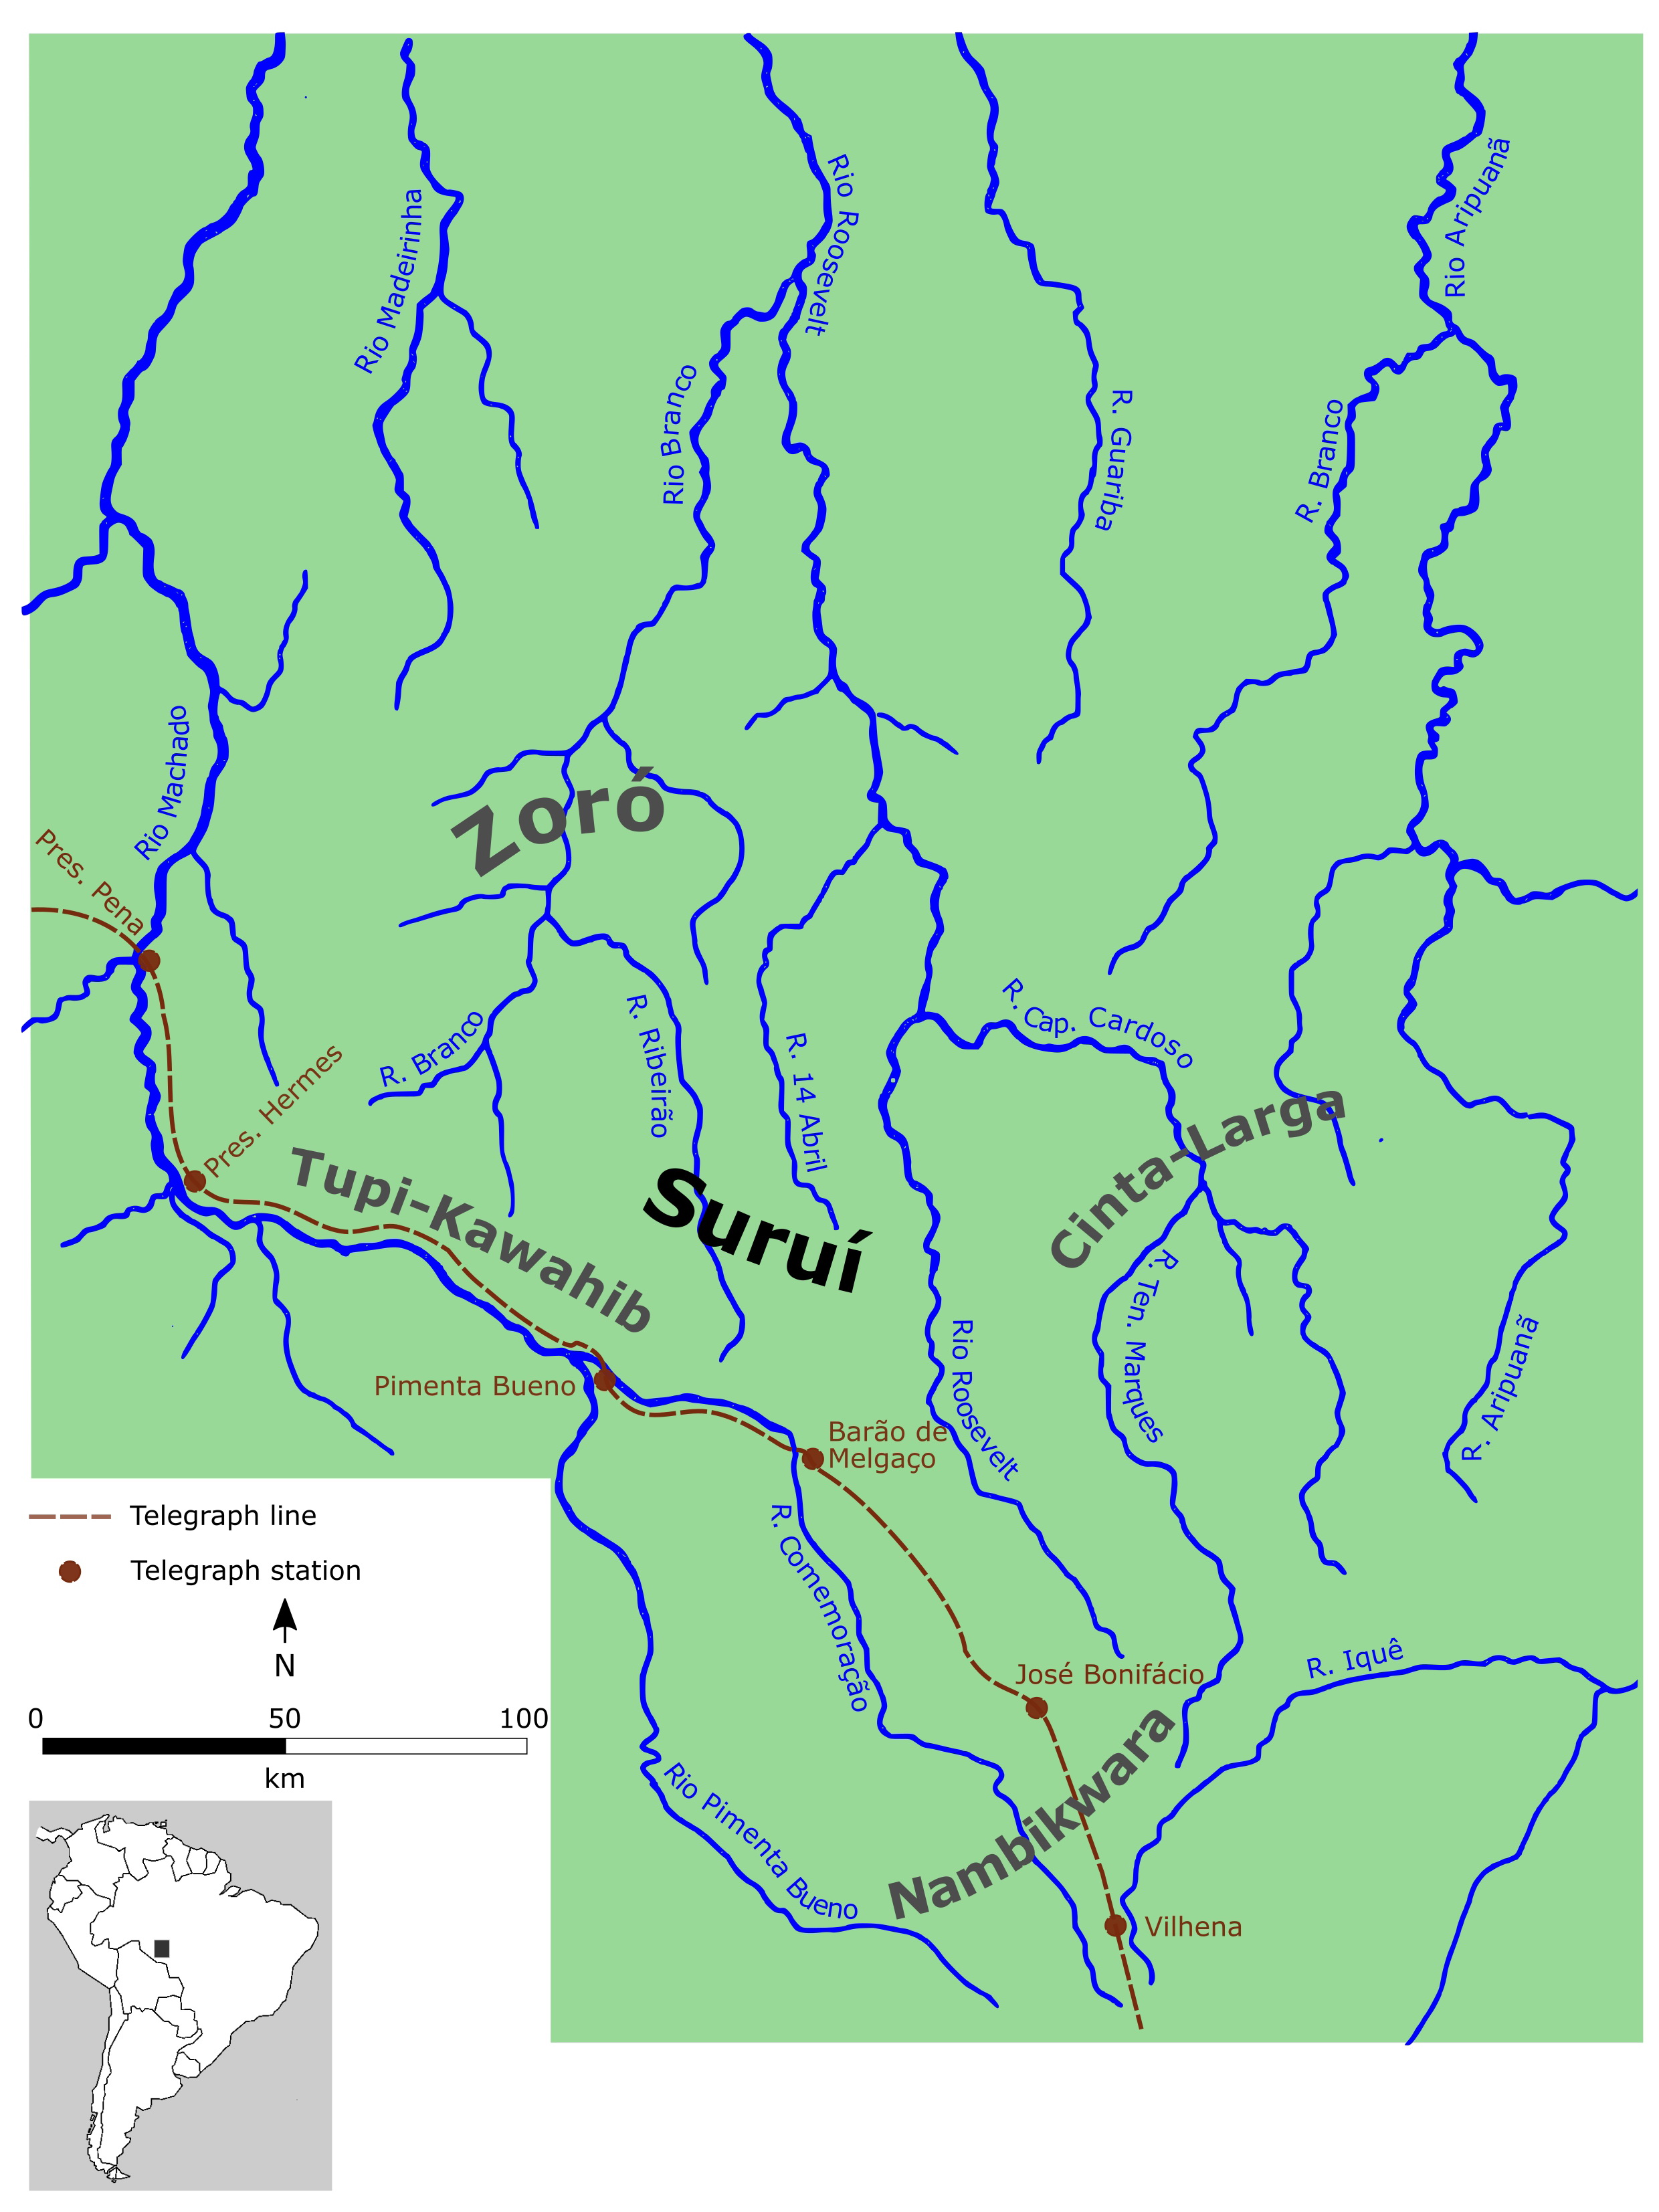 Rio Roosevelt
Rio Aripuanã
Rio Madeirinha
Rio Branco
R. Guariba
R. Branco
Rio Machado
Zoró
Pres. Pena
R. Cap. Cardoso
R. Branco
R. Ribeirão
R. 14 Abril
Pres. Hermes
Cinta-Larga
Tupi-Kawahib
Suruí
R. Ten. Marques
Rio Roosevelt
R. Aripuanã
Pimenta Bueno
Barão de
Melgaço
R. Comemoração
Telegraph line
Telegraph station
N
0 50 100
km
R. Iquê
José Bonifácio
Nambikwara
Rio Pimenta Bueno
Vilhena